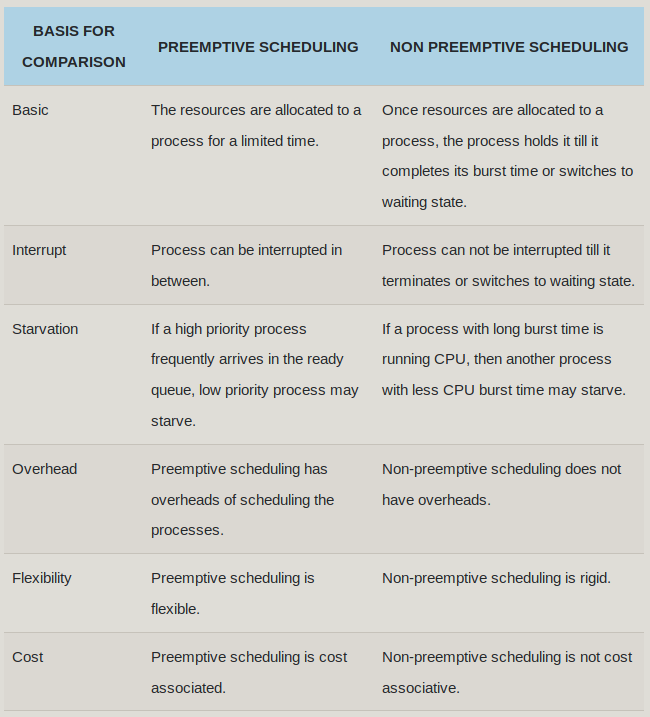 BASIS FOR
COMPARISON
PREEMPTIVE SCHEDULING
NON PREEMPTIVE SCHEDULING
Basic
The resources are allocated to a
process for a limited time.
Once resources are allocated to a
process, the process holds it till it
completes its burst time or switches to
waiting state.
Interrupt
Process can be interrupted in
between.
Process can not be interrupted till it
terminates or switches to waiting state.
Starvation
If a high priority process
frequently arrives in the ready
queue, low priority process may
starve.
If a process with long burst time is
running CPU, then another process
with less CPU burst time may starve.
Overhead
Preemptive scheduling has
overheads of scheduling the
processes.
Non-preemptive scheduling does not
have overheads.
Flexibility
Preemptive scheduling is
flexible.
Non-preemptive scheduling is rigid.
Cost
Preemptive scheduling is cost
associated.
Non-preemptive scheduling is not cost
associative.